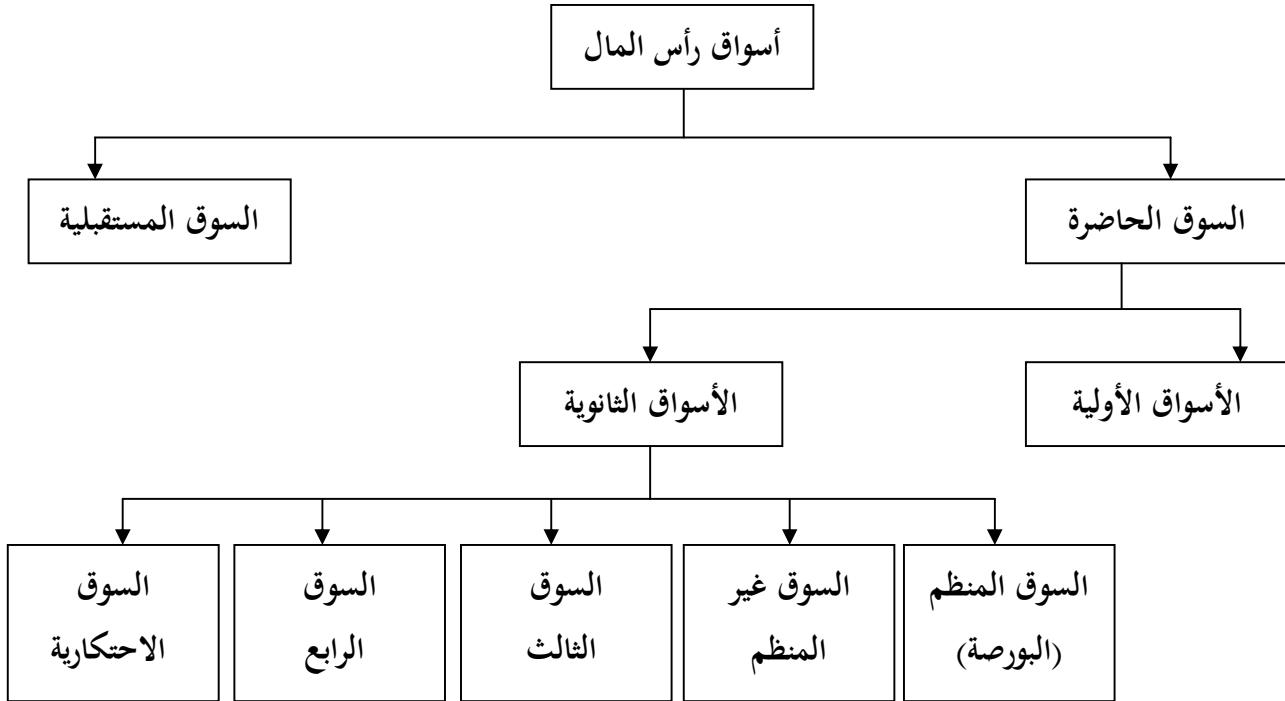 أسواق رأس المال
السوق الحاضرة
السوق المستقبلية
الأسواق الأولية
الأسواق الثانوية
السوق المنظم
(البورصة)
السوق غير
المنظم
السوق
الثالث
السوق
الرابع
السوق
الاحتكارية